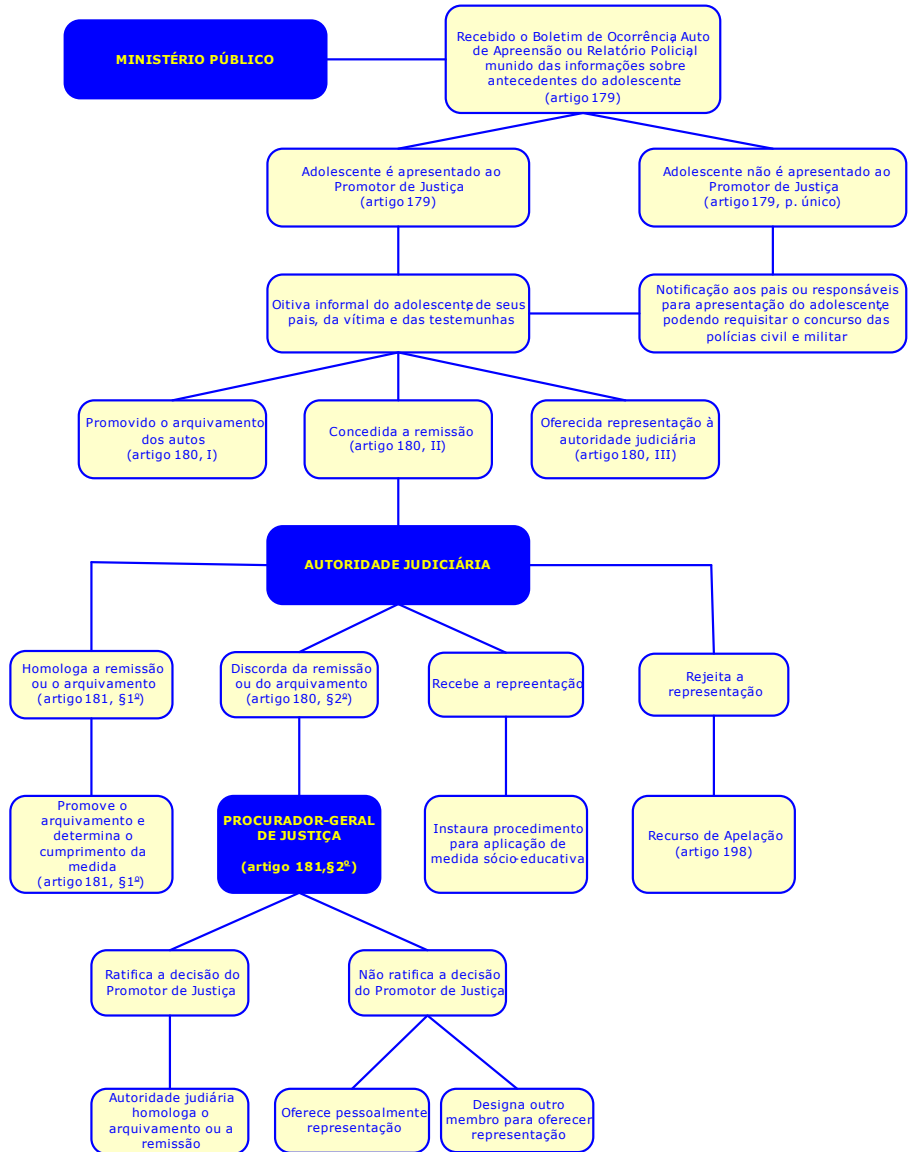 MINISTÉRIO PÚBLICO
Recebido o Boletim de Ocorrência, Auto
de Apreensão ou Relatório Policial,
munido das informações sobre
antecedentes do adolescente.
(artigo 179)
Adolescente é apresentado ao
Promotor de Justiça
(artigo 179)
Adolescente não é apresentado ao
Promotor de Justiça
(artigo 179, p. único)
Oitiva informal do adolescente, de seus
pais, da vítima e das testemunhas
Notificação aos pais ou responsáveis
para apresentação do adolescente,
podendo requisitar o concurso das
polícias civil e militar
Promovido o arquivamento
dos autos
(artigo 180, I)
Concedida a remissão
(artigo 180, II)
Oferecida representação à
autoridade judiciária
(artigo 180, III)
AUTORIDADE JUDICIÁRIA
Homologa a remissão
ou o arquivamento
(artigo 181, §1º)
Discorda da remissão
ou do arquivamento
(artigo 180, §2º)
Recebe a repreentação
Rejeita a
representação
Promove o
arquivamento e
determina o
cumprimento da
medida
(artigo 181, §1º)
PROCURADOR-GERAL
DE JUSTIÇA
(artigo 181,§2º)
Instaura procedimento
para aplicação de
medida sócio-educativa
Recurso de Apelação
(artigo 198)
Ratifica a decisão do
Promotor de Justiça
Não ratifica a decisão
do Promotor de Justiça
Autoridade judiária
homologa o
arquivamento ou a
remissão
Oferece pessoalmente
representação
Designa outro
membro para oferecer
representação